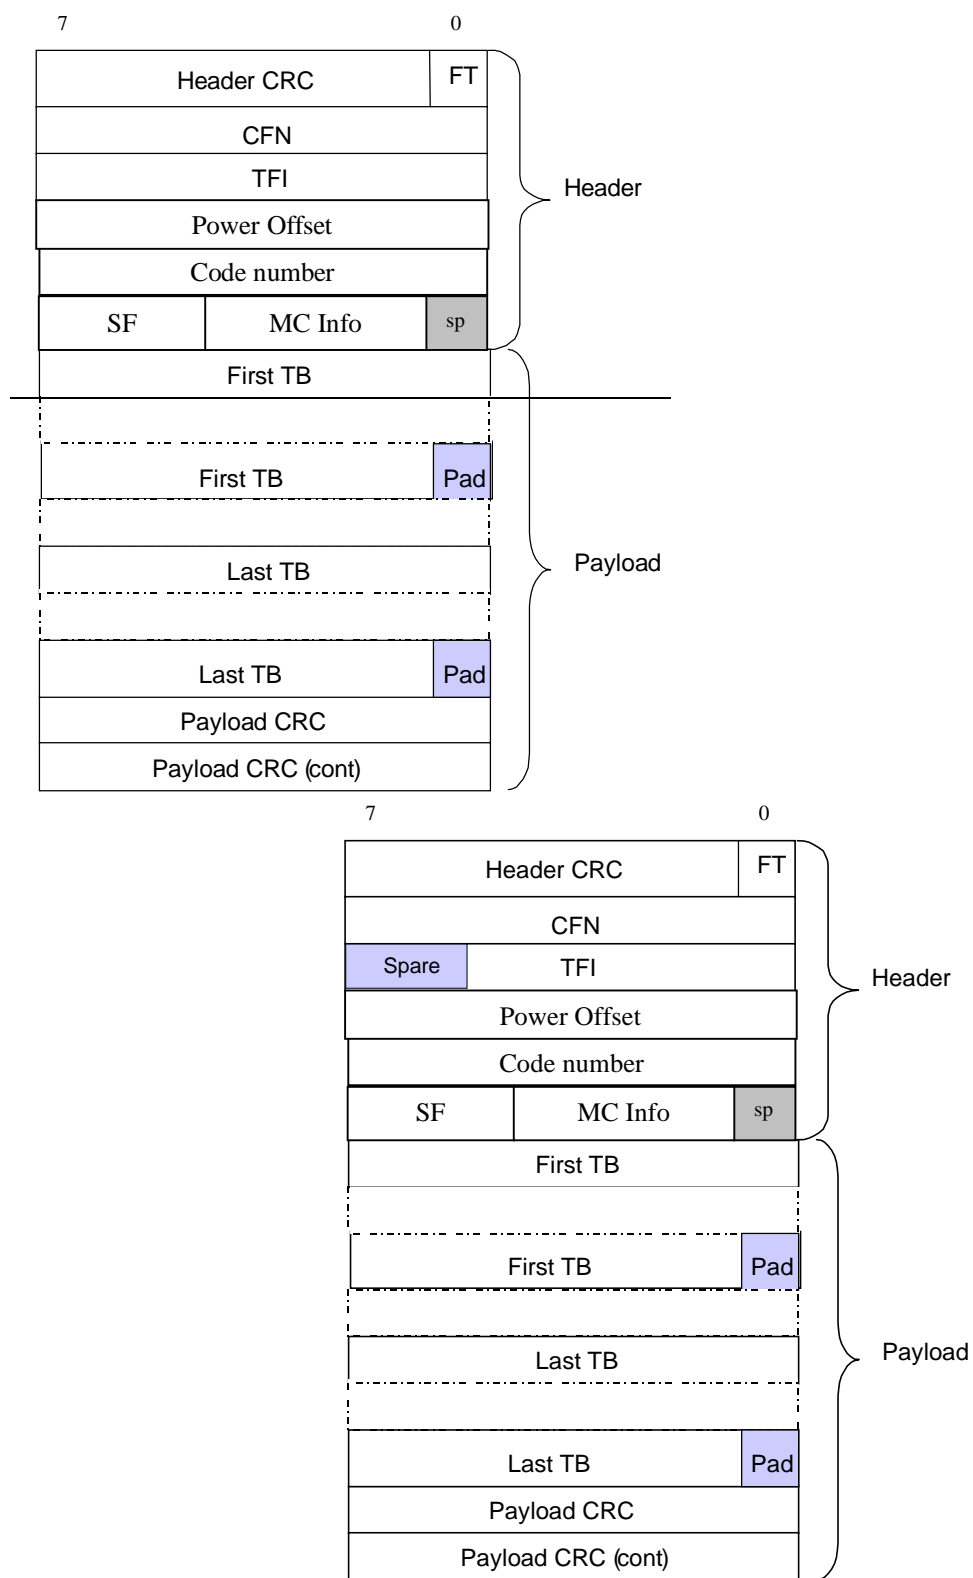 7 0
Header CRC FT
CFN
TFI
Header
Power Offset
Code number
SF MC Info sp
First TB
First TB Pad
Last TB
Payload
Last TB Pad
Payload CRC
Payload CRC (cont)
7 0
Header CRC FT
CFN
Spare TFI
Header
Power Offset
Code number
SF MC Info sp
First TB
First TB Pad
Last TB
Payload
Last TB Pad
Payload CRC
Payload CRC (cont)